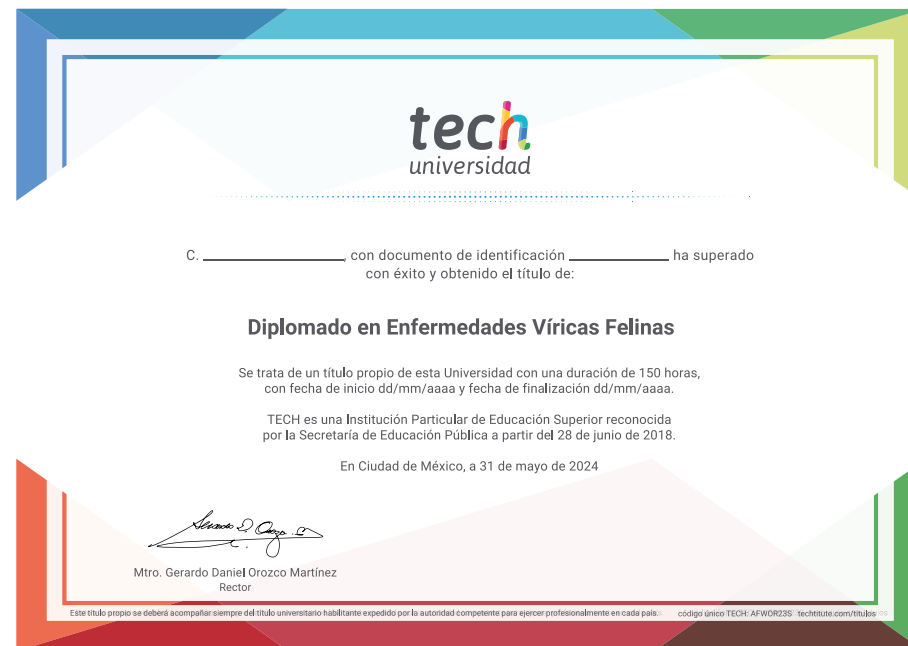 tech
universidad
C. ____________________, con documento de identificación ______________ ha superado
con éxito y obtenido el título de:
Diplomado en Enfermedades Víricas Felinas
Se trata de un título propio de esta Universidad con una duración de 150 horas,
con fecha de inicio dd/mm/aaaa y fecha de finalización dd/mm/aaaa.
TECH es una Institución Particular de Educación Superior reconocida
por la Secretaría de Educación Pública a partir del 28 de junio de 2018.
En Ciudad de México, a 31 de mayo de 2024
Mtro. Gerardo Daniel Orozco Martínez
Rector
Este título propio se deberá acompañar siempre del título universitario habilitante expedido por la autoridad competente para ejercer profesionalmente en cada país. código único TECH: AFWOR23S techtitute.com/titulos